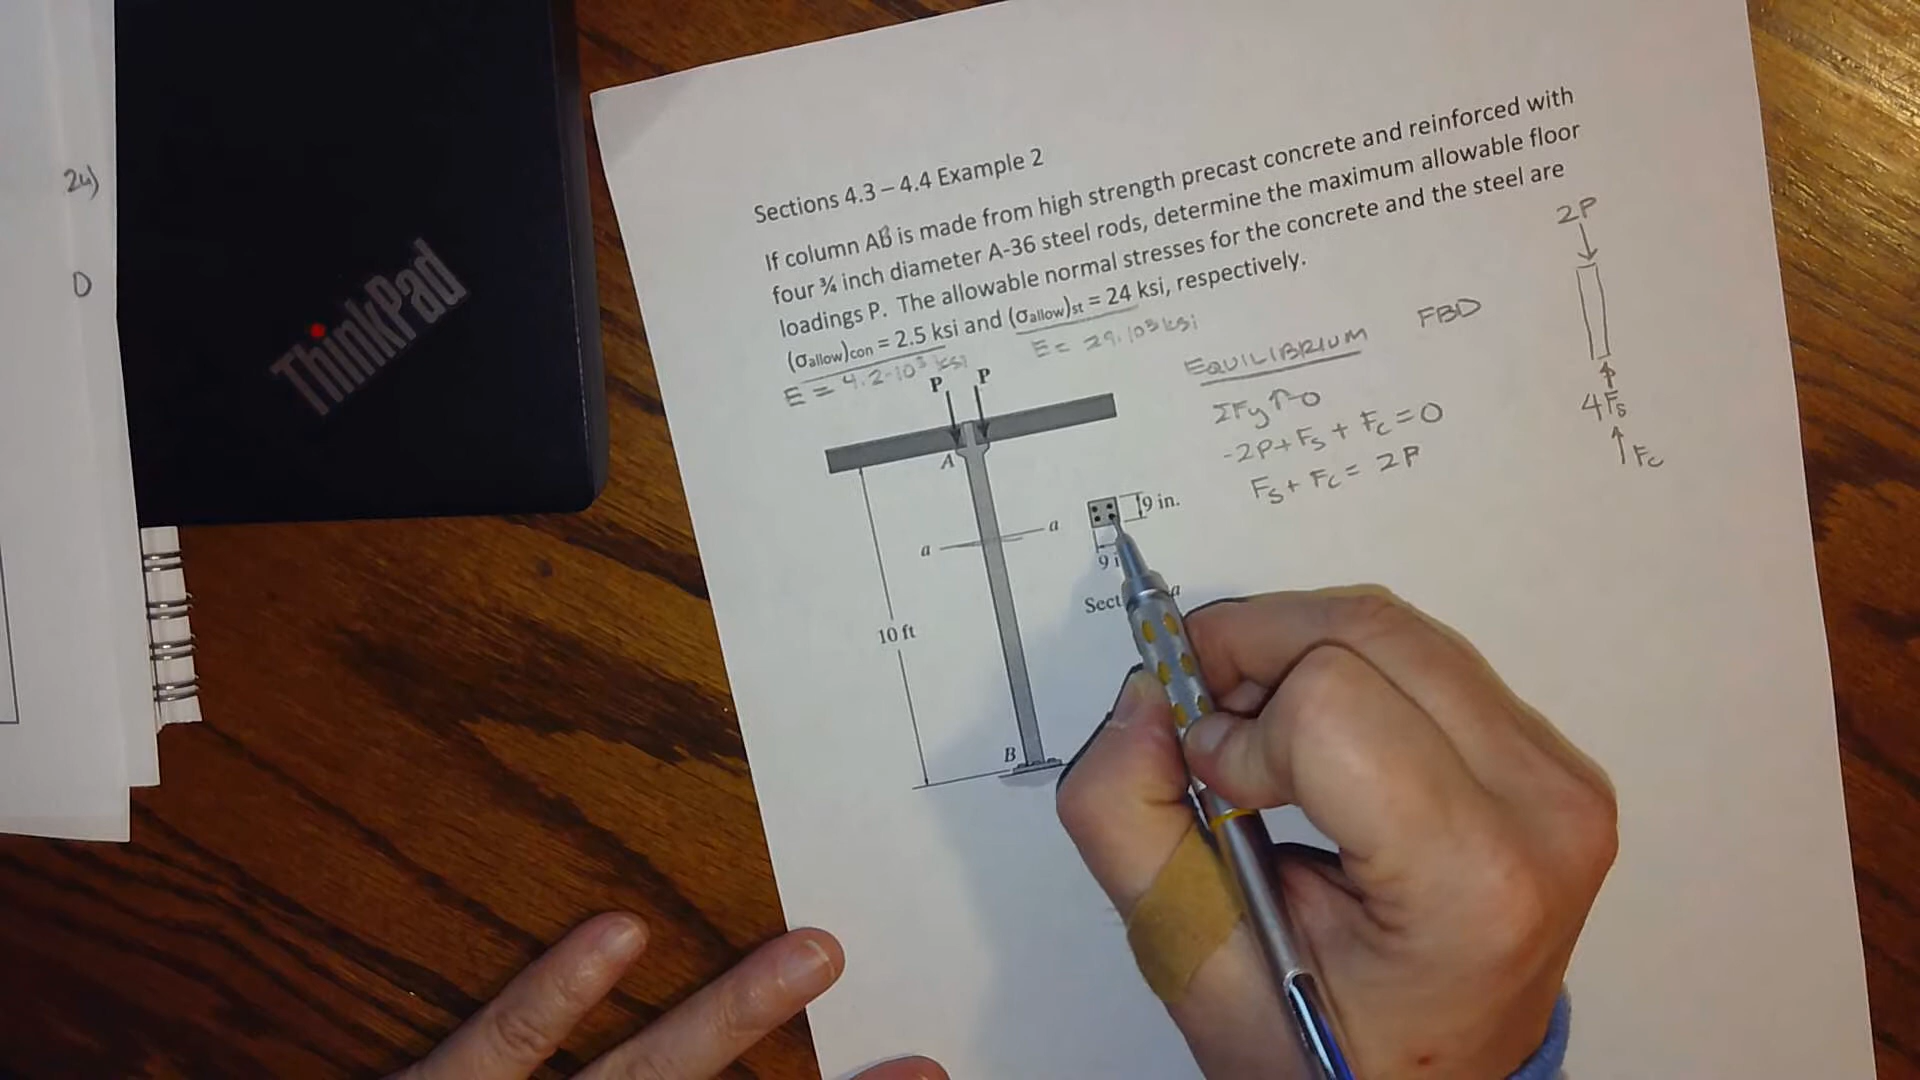 24)
D
ThinkPad
Sections 4.3 – 4.4 Example 2
If column AB is made from high strength precast concrete and reinforced with
four ¾ inch diameter A-36 steel rods, determine the maximum allowable floor
loadings P. The allowable normal stresses for the concrete and the steel are
(σallow)con = 2.5 ksi and (σallow)st = 24 ksi, respectively.
E = 4.2·10³ ksi
E = 29·10³ ksi
P P
A
a
a
10 ft
B
9 in.
9 i
Sect
a
EQUILIBRIUM
ΣFy↑=0
-2P+Fs + Fc = 0
Fs + Fc = 2P
FBD
2P
4Fs
Fc